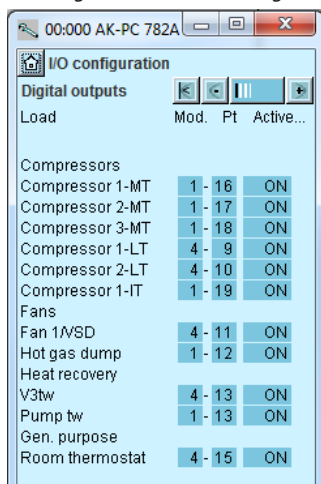 00:000 AK-PC 782A
I/O configuration
Digital outputs
Load Mod. Pt Active...
Compressors
Compressor 1-MT 1 - 16 ON
Compressor 2-MT 1 - 17 ON
Compressor 3-MT 1 - 18 ON
Compressor 1-LT 4 - 9 ON
Compressor 2-LT 4 - 10 ON
Compressor 1-IT 1 - 19 ON
Fans
Fan 1/VSD 4 - 11 ON
Hot gas dump 1 - 12 ON
Heat recovery
V3tw 4 - 13 ON
Pump tw 1 - 13 ON
Gen. purpose
Room thermostat 4 - 15 ON